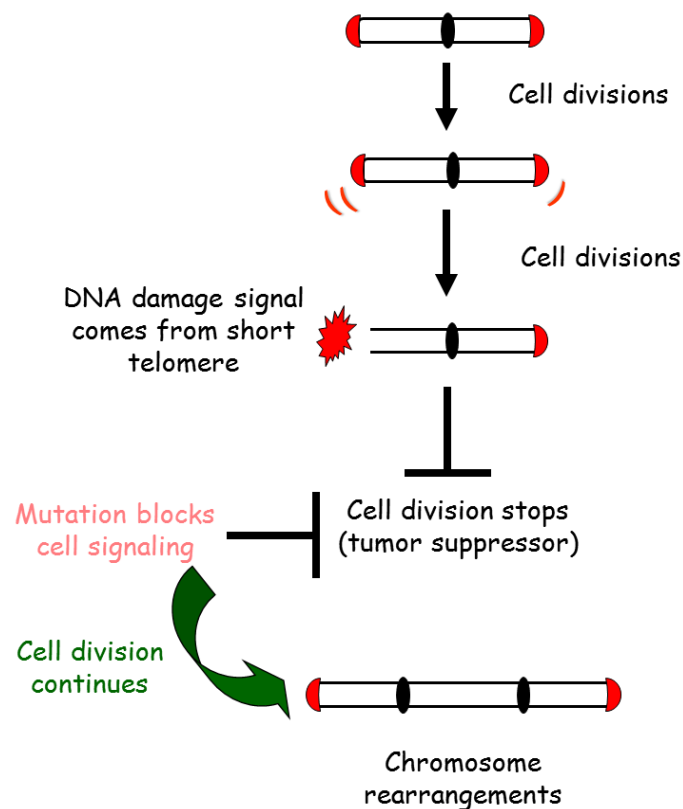 Cell divisions
Cell divisions
DNA damage signal
comes from short
telomere
Mutation blocks
cell signaling
Cell division stops
(tumor suppressor)
Cell division
continues
Chromosome
rearrangements